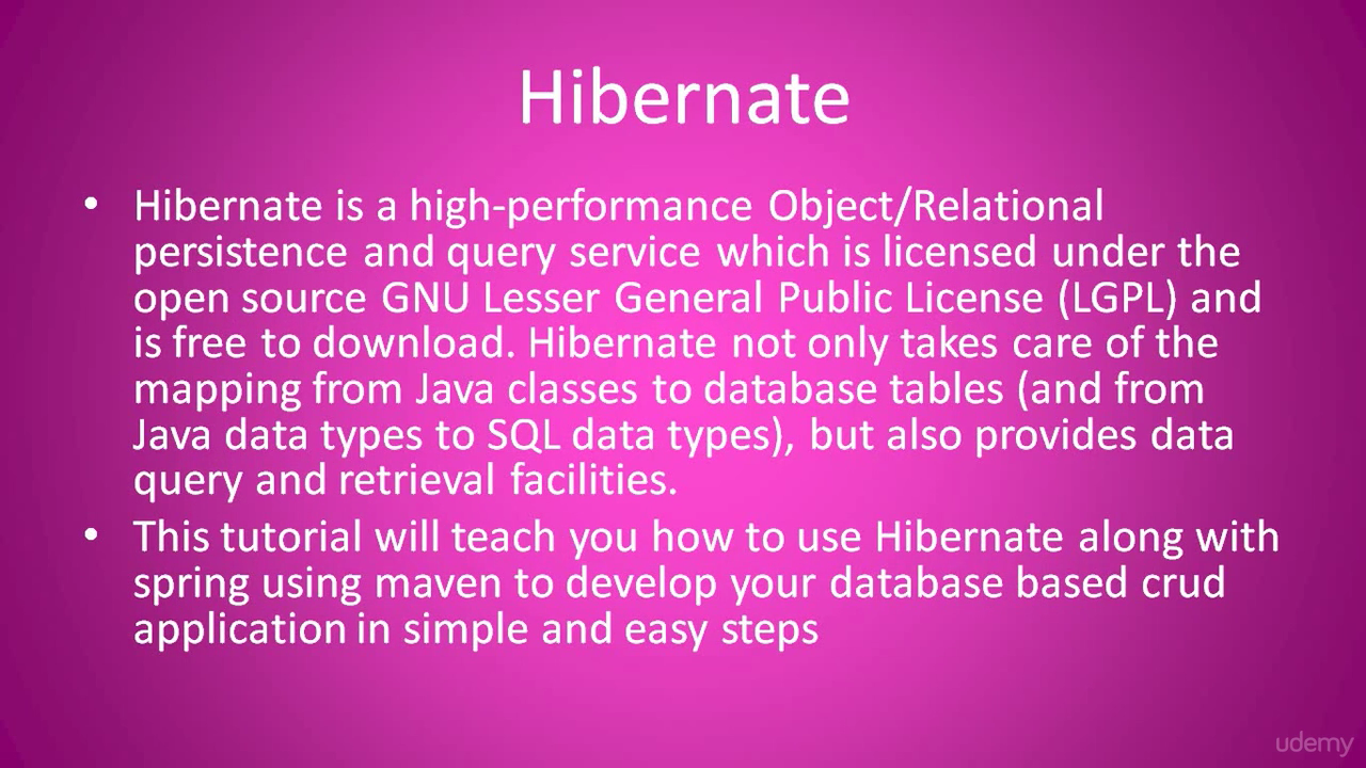 Hibernate
• Hibernate is a high-performance Object/Relational
persistence and query service which is licensed under the
open source GNU Lesser General Public License (LGPL) and
is free to download. Hibernate not only takes care of the
mapping from Java classes to database tables (and from
Java data types to SQL data types), but also provides data
query and retrieval facilities.
• This tutorial will teach you how to use Hibernate along with
spring using maven to develop your database based crud
application in simple and easy steps
udemy